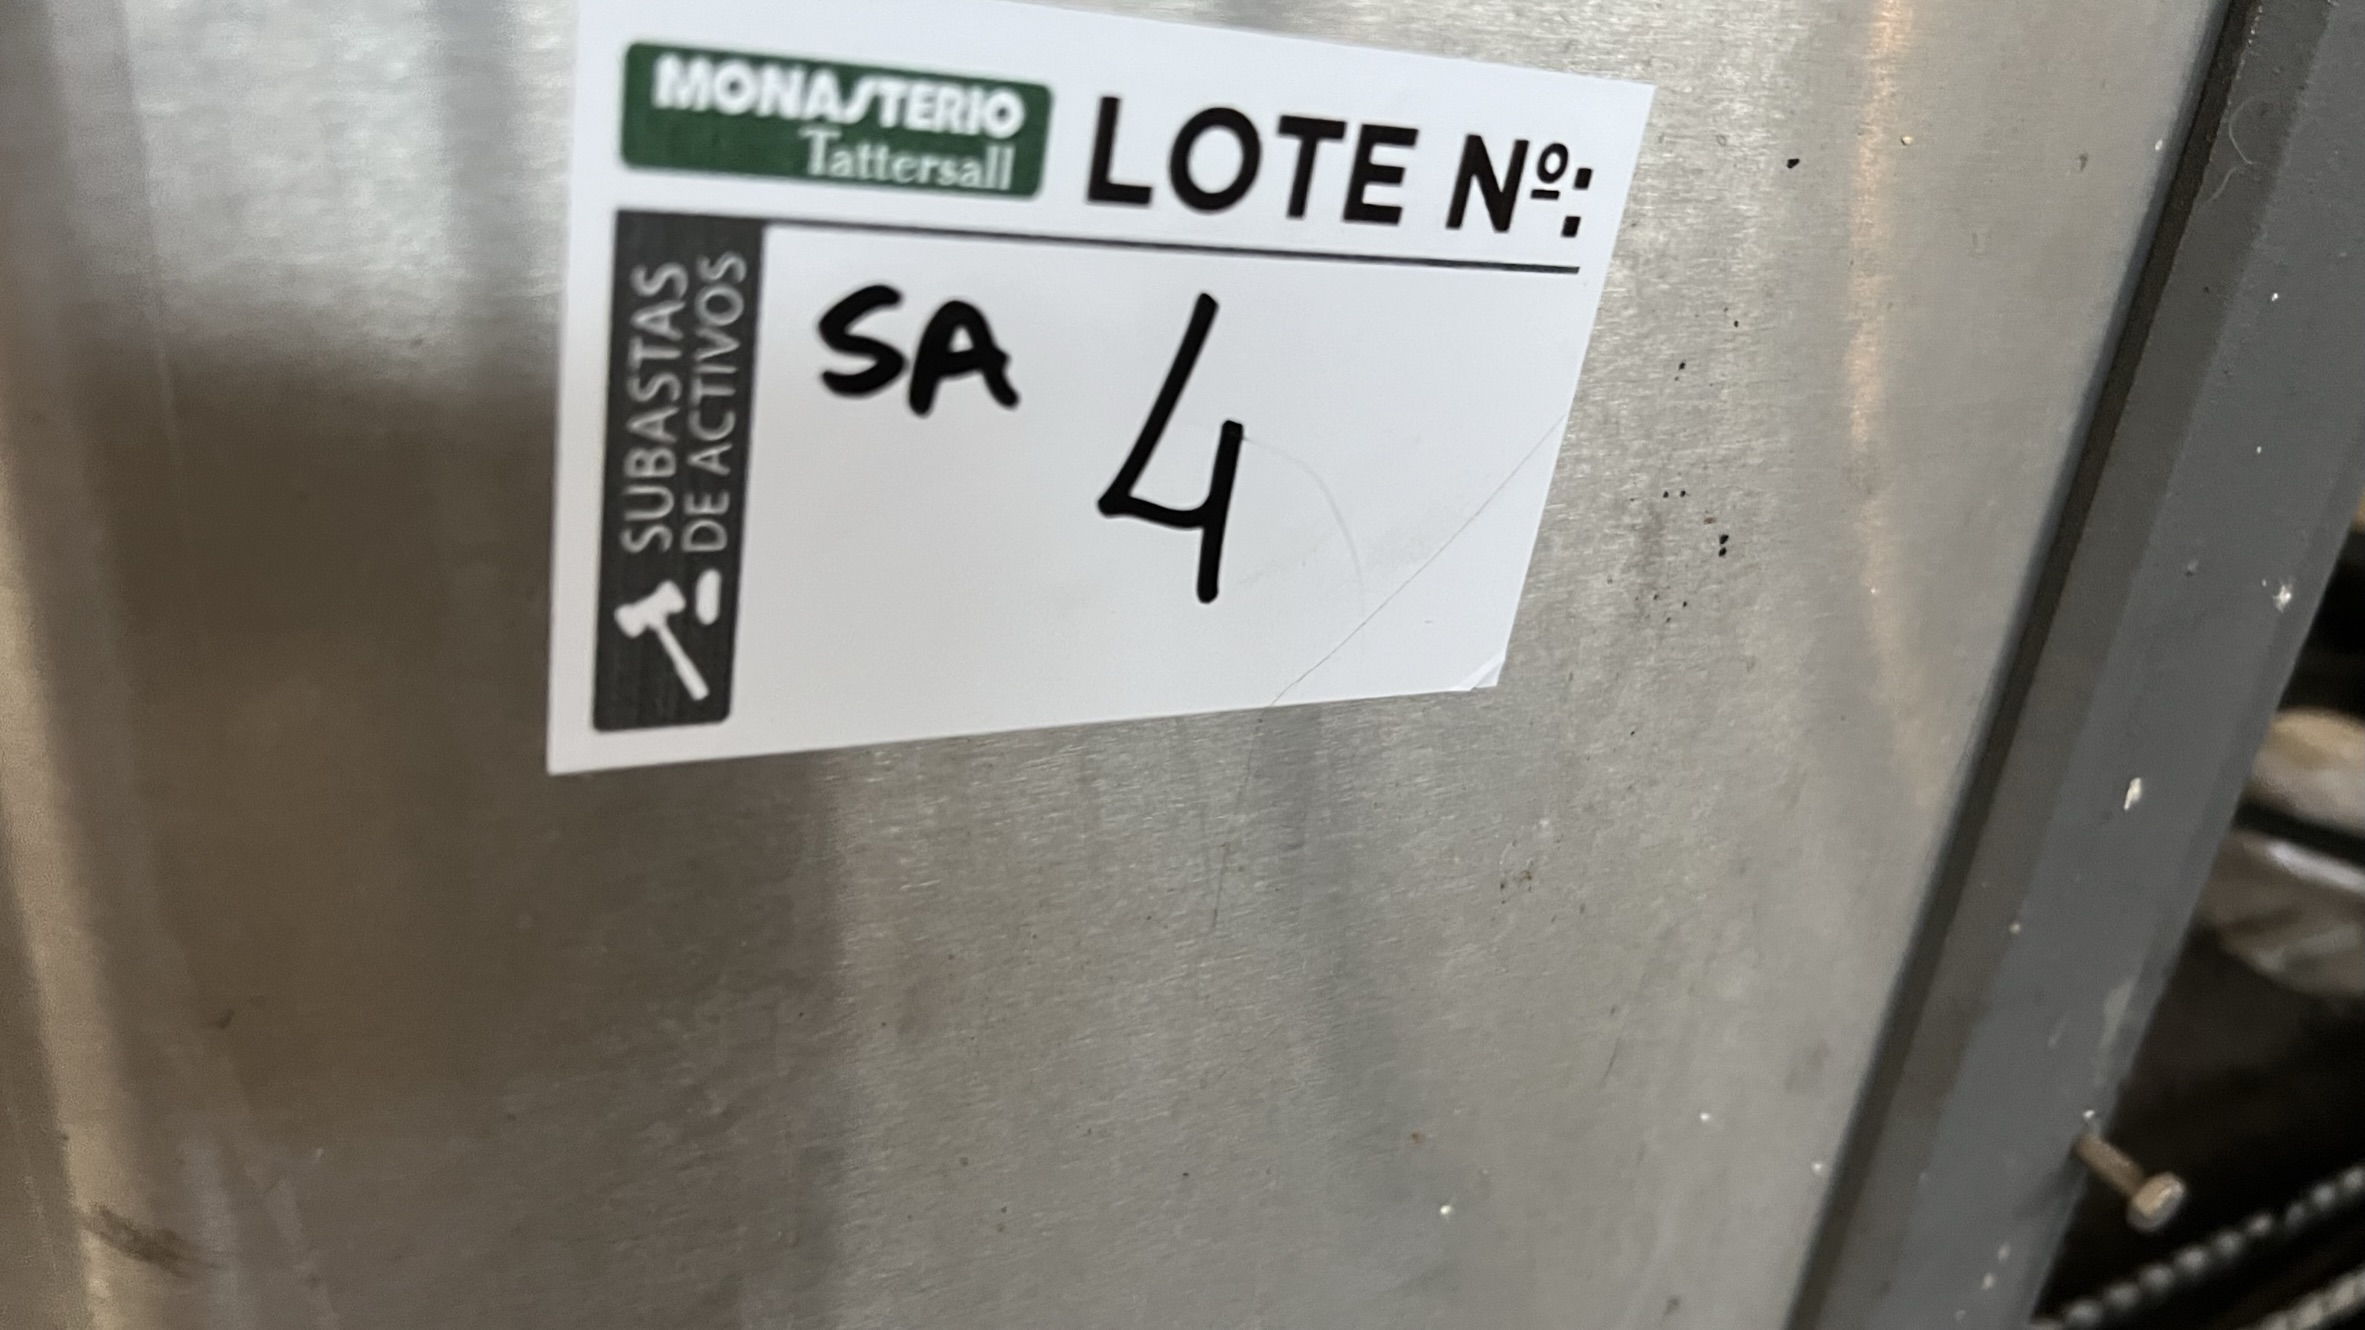 MONASTERIO
Tattersall
LOTE Nº:
SUBASTAS
DE ACTIVOS
SA 4